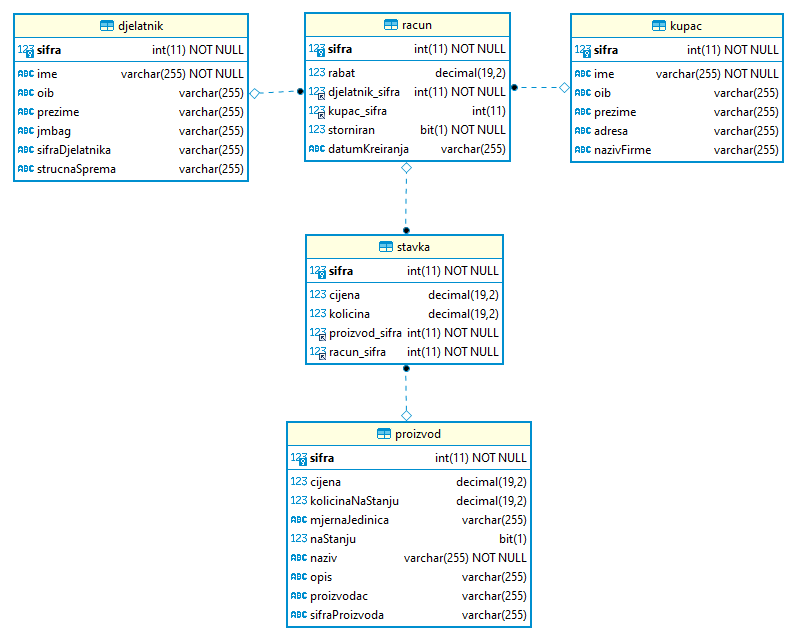 djelatnik
123 sifra int(11) NOT NULL
ABC ime varchar(255) NOT NULL
ABC oib varchar(255)
ABC prezime varchar(255)
ABC jmbag varchar(255)
ABC sifraDjelatnika varchar(255)
ABC strucnaSprema varchar(255)
racun
123 sifra int(11) NOT NULL
123 rabat decimal(19,2)
123 djelatnik_sifra int(11) NOT NULL
123 kupac_sifra int(11)
123 storniran bit(1) NOT NULL
ABC datumKreiranja varchar(255)
kupac
123 sifra int(11) NOT NULL
ABC ime varchar(255) NOT NULL
ABC oib varchar(255)
ABC prezime varchar(255)
ABC adresa varchar(255)
ABC nazivFirme varchar(255)
stavka
123 sifra int(11) NOT NULL
123 cijena decimal(19,2)
123 kolicina decimal(19,2)
123 proizvod_sifra int(11) NOT NULL
123 racun_sifra int(11) NOT NULL
proizvod
123 sifra int(11) NOT NULL
123 cijena decimal(19,2)
123 kolicinaNaStanju decimal(19,2)
ABC mjernaJedinica varchar(255)
123 naStanju bit(1)
ABC naziv varchar(255) NOT NULL
ABC opis varchar(255)
ABC proizvodac varchar(255)
ABC sifraProizvoda varchar(255)